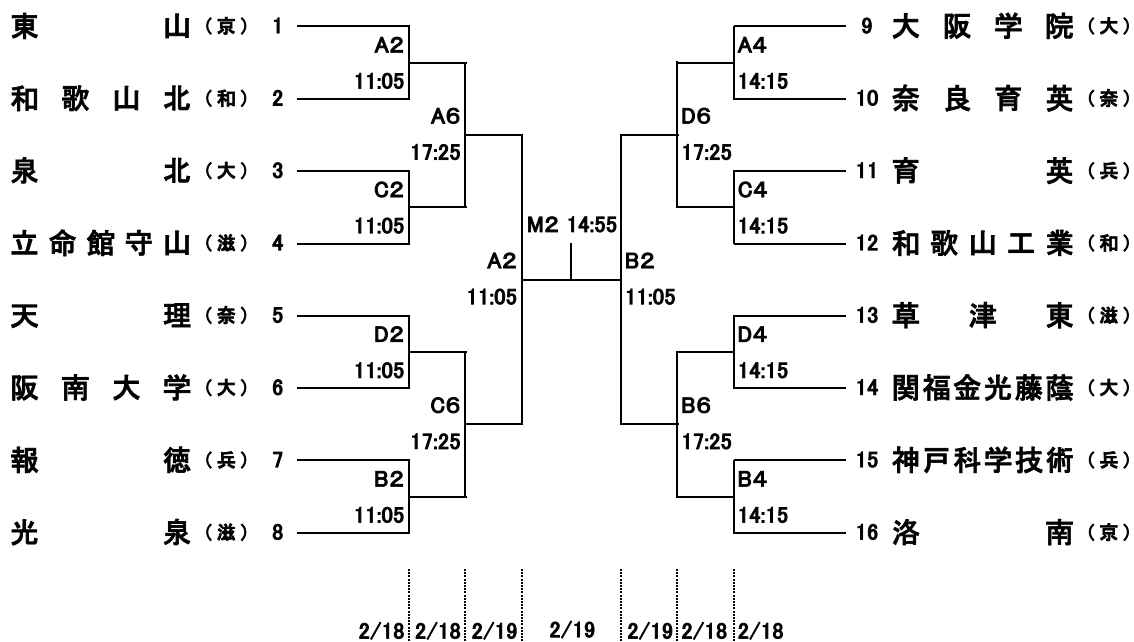 東山（京） 1
A2
11:05
和歌山北（和） 2
A6
17:25
泉北（大） 3
C2
11:05
立命館守山（滋） 4
A2
11:05
天理（奈） 5
D2
11:05
阪南大学（大） 6
C6
17:25
報徳（兵） 7
B2
11:05
光泉（滋） 8
M2 14:55
9 大阪学院（大）
A4
14:15
10 奈良育英（奈）
D6
17:25
11 育英（兵）
C4
14:15
12 和歌山工業（和）
B2
11:05
13 草津東（滋）
D4
14:15
14 関福金光藤蔭（大）
B6
17:25
15 神戸科学技術（兵）
B4
14:15
16 洛南（京）
2/18 2/18 2/19 2/19 2/19 2/18 2/18